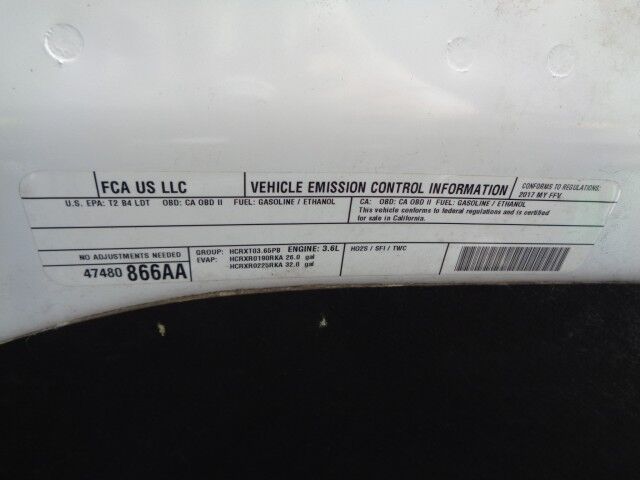 FCA US LLC
VEHICLE EMISSION CONTROL INFORMATION
CONFORMS TO REGULATIONS:
2017 MY FFV
U.S. EPA: T2 B4 LDT OBD: CA OBD II FUEL: GASOLINE / ETHANOL
CA: OBD: CA OBD II FUEL: GASOLINE / ETHANOL
This vehicle conforms to federal regulations and is certified
for sale in California.
NO ADJUSTMENTS NEEDED
47480 866AA
GROUP: HCRXT03.65P8 ENGINE: 3.6L
EVAP: HCRXR0190RKA 26.0 gal
HCRXR0225RKA 32.0 gal
HO2S / SFI / TWC